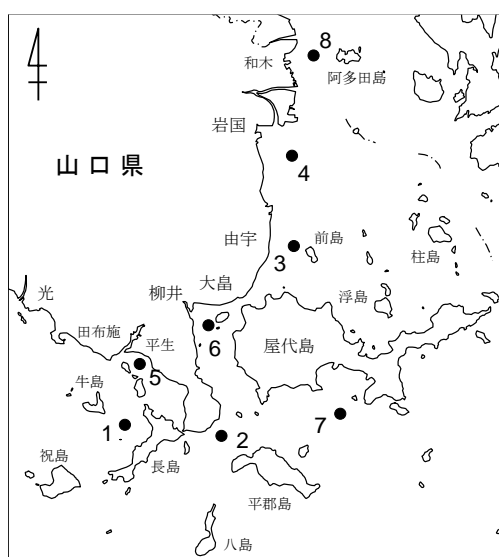 8
和木
阿多田島
岩国
山口県
4
由宇
前島
3
柱島
大畠
柳井
浮島
光
田布施
平生
6
屋代島
5
牛島
7
1
2
祝島
長島
平郡島
八島